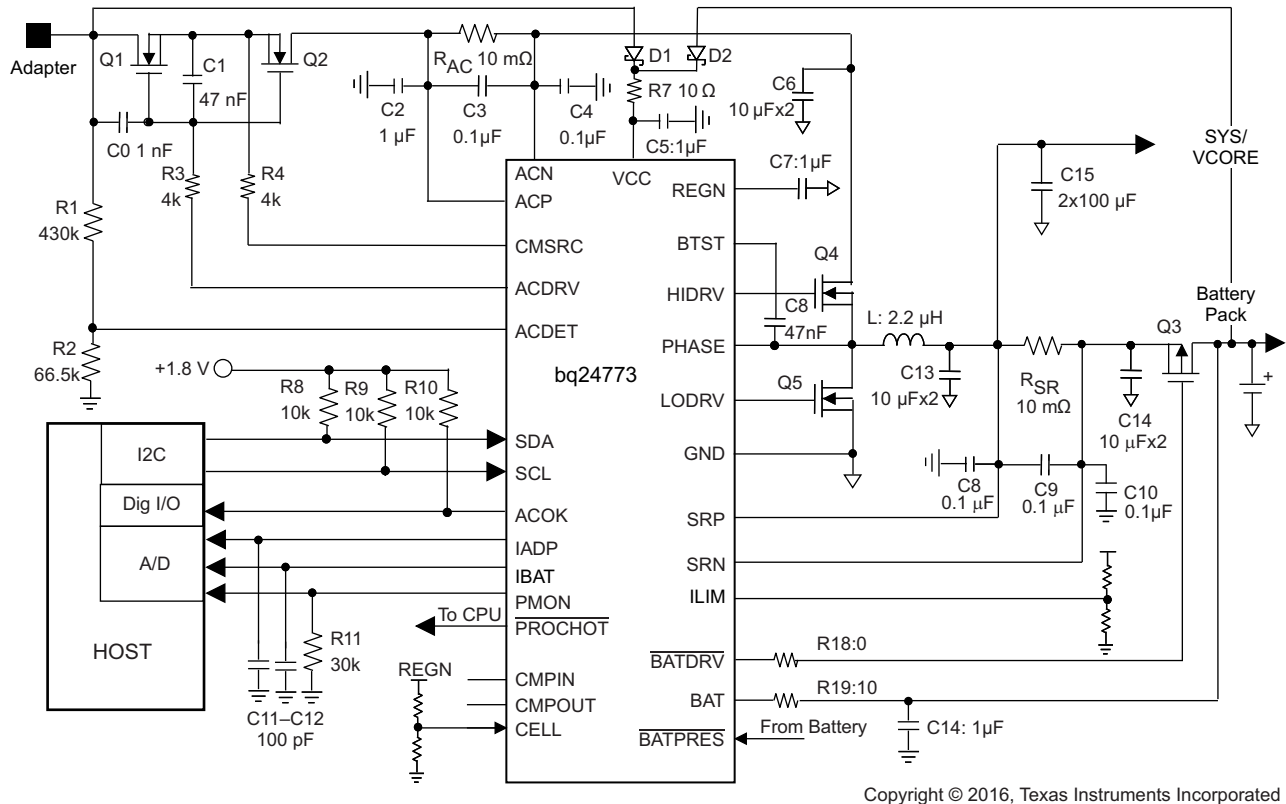 Adapter
Q1
C1
47 nF
Q2
R
AC
10 mΩ
D1
D2
R7 10 Ω
C6
10 µFx2
C2
1 µF
C3
0.1µF
C4
0.1µF
C5:1µF
C0 1 nF
SYS/
VCORE
C7:1µF
C15
2x100 µF
R3
4k
R4
4k
R1
430k
R2
66.5k
ACN
ACP
CMSRC
ACDRV
ACDET
VCC
REGN
BTST
HIDRV
PHASE
LODRV
GND
SRP
SRN
ILIM
BATDRV
BAT
BATPRES
bq24773
Q4
C8
47nF
L: 2.2 µH
Q5
C13
10 µFx2
R
SR
10 mΩ
Q3
Battery
Pack
+
C14
10 µFx2
C8
0.1 µF
C9
0.1 µF
C10
0.1µF
+1.8 V
R8
10k
R9
10k
R10
10k
I2C
Dig I/O
A/D
HOST
SDA
SCL
ACOK
IADP
IBAT
PMON
PROCHOT
To CPU
R11
30k
C11–C12
100 pF
REGN
CMPIN
CMPOUT
CELL
R18:0
R19:10
C14: 1µF
From Battery
Copyright © 2016, Texas Instruments Incorporated